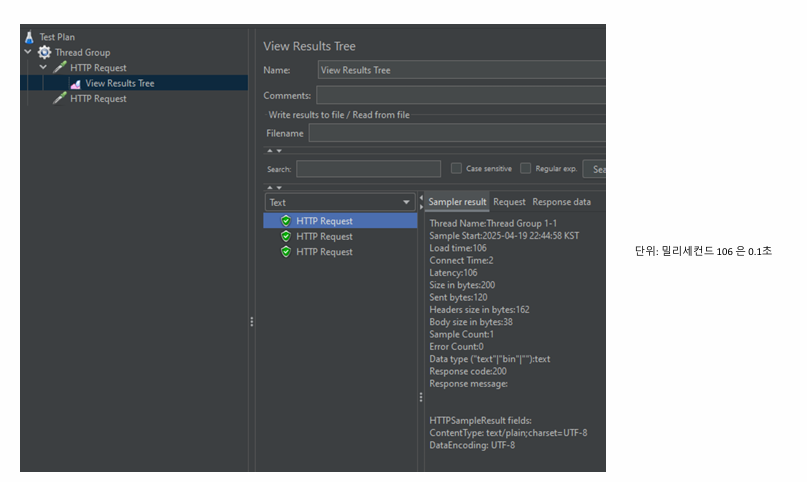 Test Plan
Thread Group
HTTP Request
View Results Tree
HTTP Request
View Results Tree
Name: View Results Tree
Comments:
Write results to file / Read from file
Filename
Search: Case sensitive Regular exp. Sea
Text
HTTP Request
HTTP Request
HTTP Request
Sampler result Request Response data
Thread Name:Thread Group 1-1
Sample Start:2025-04-19 22:44:58 KST
Load time:106
Connect Time:2
Latency:106
Size in bytes:200
Sent bytes:120
Headers size in bytes:162
Body size in bytes:38
Sample Count:1
Error Count:0
Data type ("text"|"bin"|""):text
Response code:200
Response message:
HTTPSampleResult fields:
ContentType: text/plain;charset=UTF-8
DataEncoding: UTF-8
단위: 밀리세컨드 106 은 0.1초